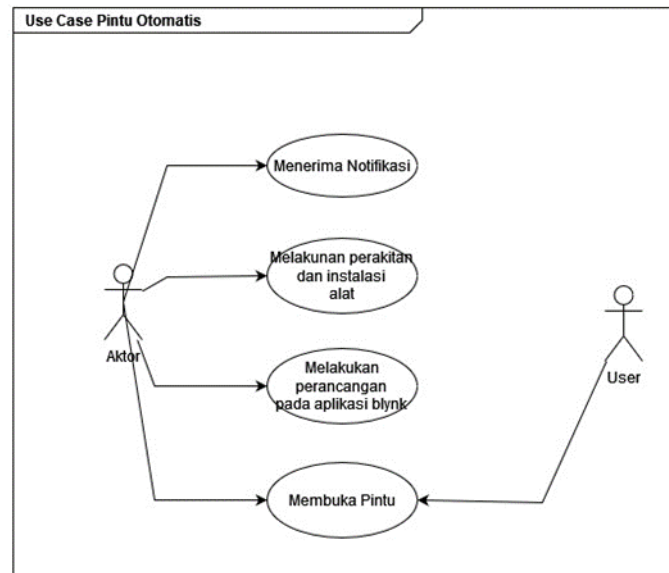 Use Case Pintu Otomatis
Menerima Notifikasi
Melakunan perakitan
dan instalasi
alat
Aktor
Melakukan
perancangan
pada aplikasi blynk
User
Membuka Pintu